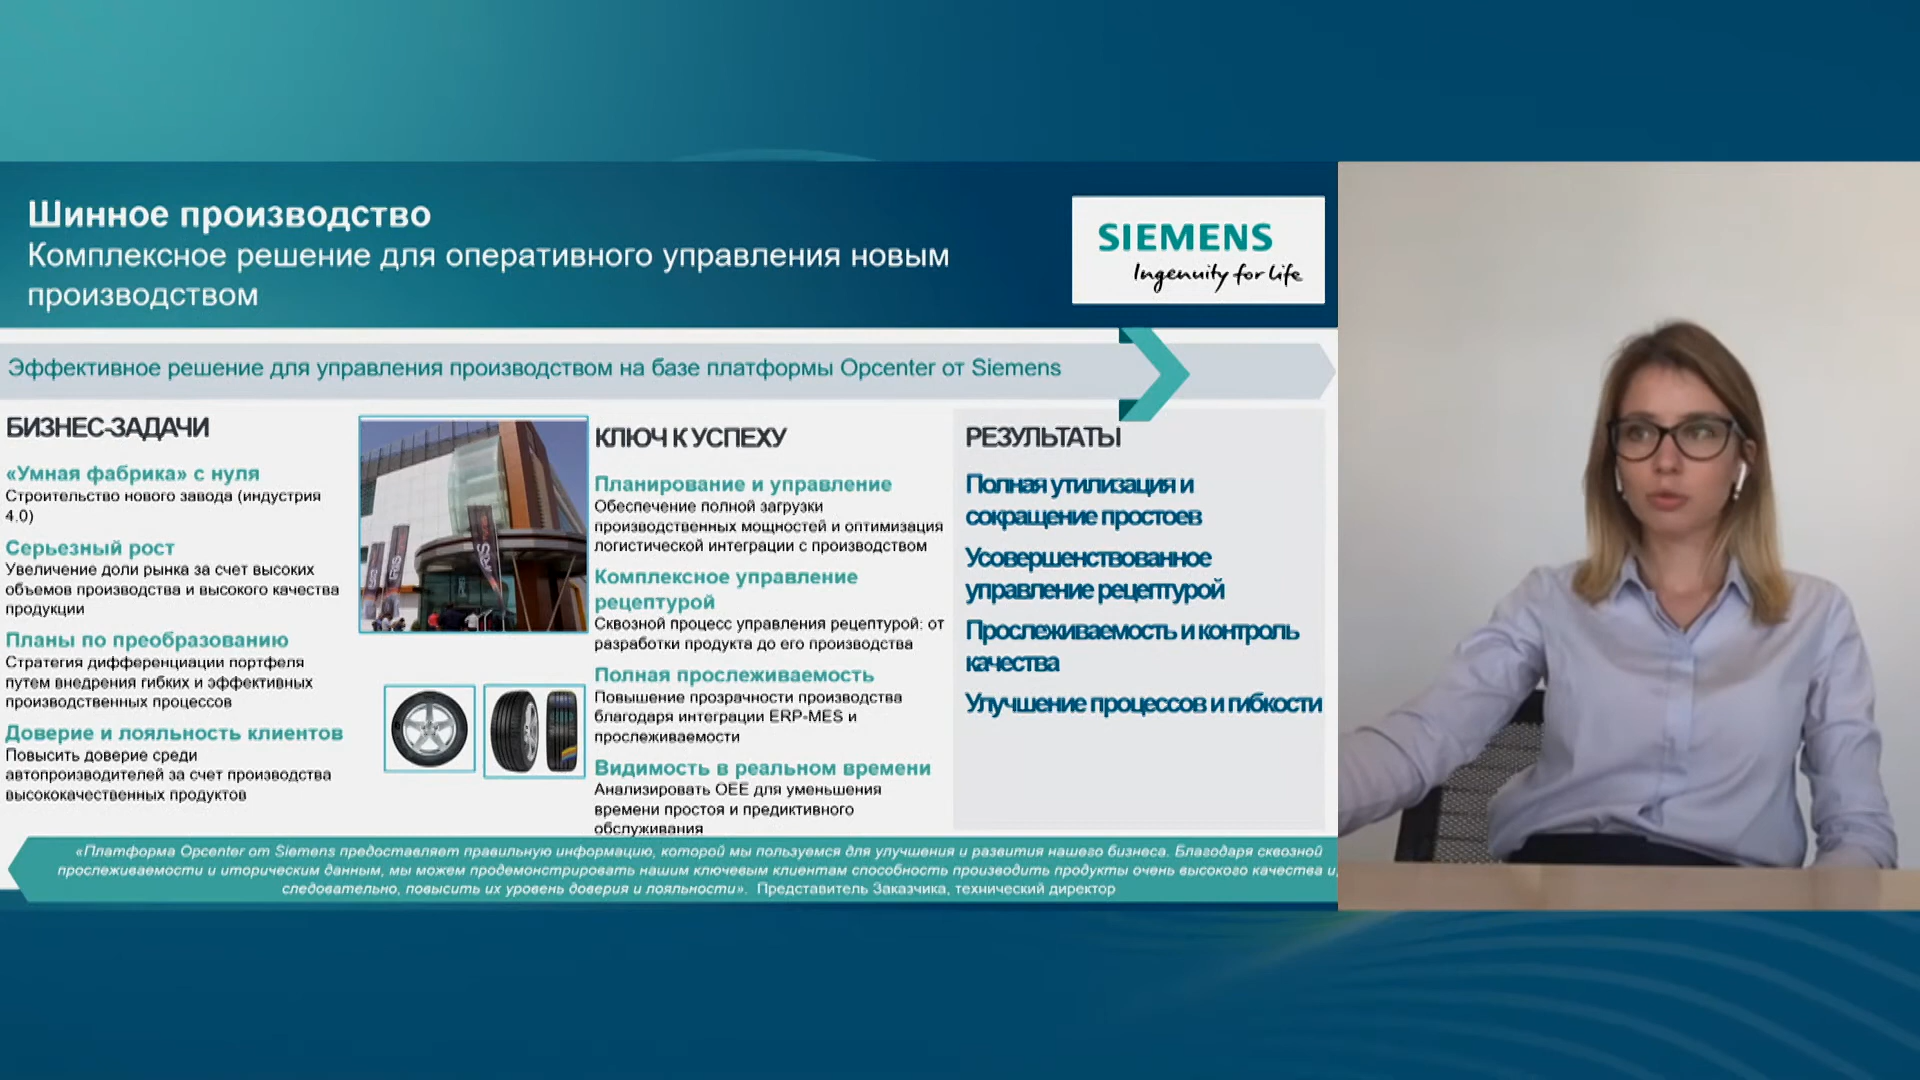 Шинное производство
Комплексное решение для оперативного управления новым
производством
SIEMENS
Ingenuity for life
Эффективное решение для управления производством на базе платформы Opcenter от Siemens
БИЗНЕС-ЗАДАЧИ
«Умная фабрика» с нуля
Строительство нового завода (индустрия
4.0)
Серьезный рост
Увеличение доли рынка за счет высоких
объемов производства и высокого качества
продукции
Планы по преобразованию
Стратегия дифференциации портфеля
путем внедрения гибких и эффективных
производственных процессов
Доверие и лояльность клиентов
Повысить доверие среди
автопроизводителей за счет производства
высококачественных продуктов
КЛЮЧ К УСПЕХУ
Планирование и управление
Обеспечение полной загрузки
производственных мощностей и оптимизация
логистической интеграции с производством
Комплексное управление
рецептурой
Сквозной процесс управления рецептурой: от
разработки продукта до его производства
Полная прослеживаемость
Повышение прозрачности производства
благодаря интеграции ERP-MES и
прослеживаемости
Видимость в реальном времени
Анализировать OEE для уменьшения
времени простоя и предиктивного
обслуживания
РЕЗУЛЬТАТЫ
Полная утилизация и
сокращение простоев
Усовершенствованное
управление рецептурой
Прослеживаемость и контроль
качества
Улучшение процессов и гибкости
«Платформа Opcenter от Siemens предоставляет правильную информацию, которой мы пользуемся для улучшения и развития нашего бизнеса. Благодаря сквозной
прослеживаемости и иторическим данным, мы можем продемонстрировать нашим ключевым клиентам способность производить продукты очень высокого качества и,
следовательно, повысить их уровень доверия и лояльности». Представитель Заказчика, технический директор